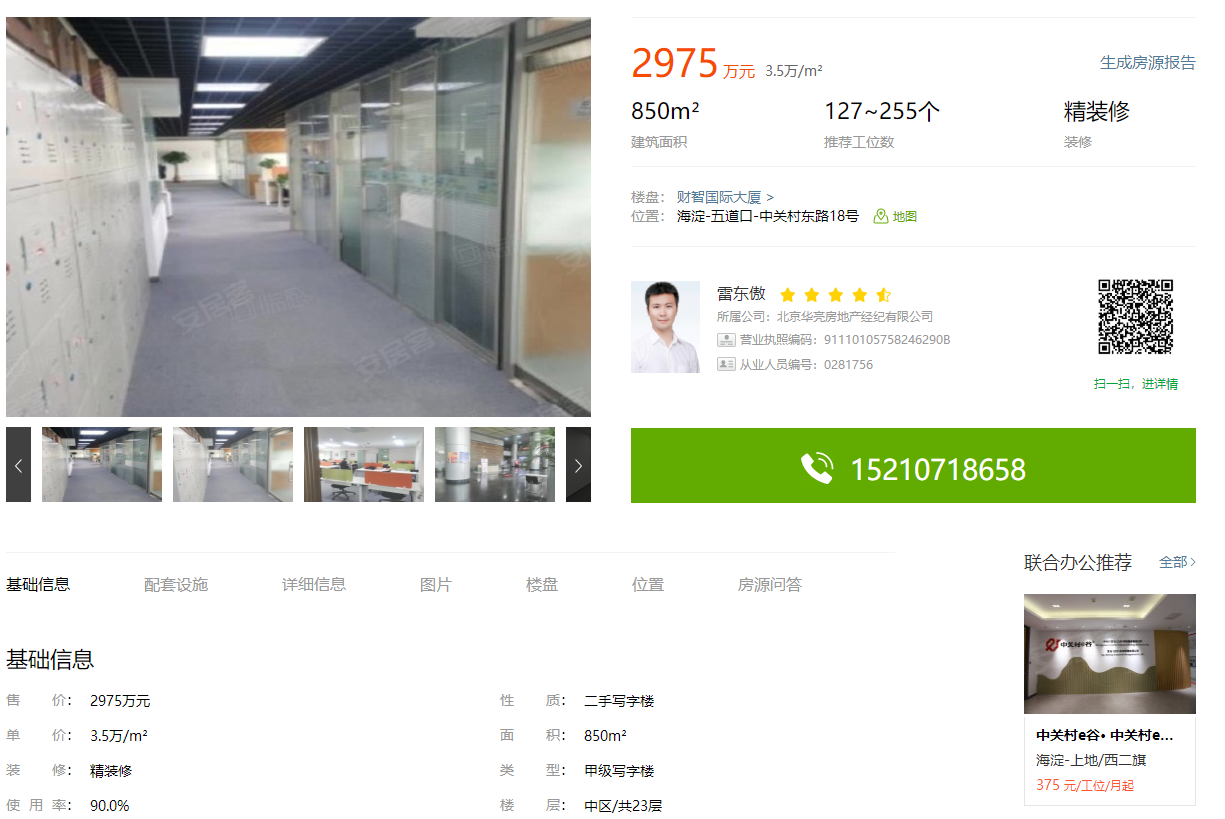 2975 万元 3.5万/m²
生成房源报告
850m² 127~255个 精装修
建筑面积 推荐工位数 装修
楼盘： 财智国际大厦 >
位置： 海淀-五道口-中关村东路18号 地图
雷东傲
所属公司：北京华亮房地产经纪有限公司
营业执照编码：91110105758246290B
从业人员编号：0281756
扫一扫，进详情
15210718658
基础信息 配套设施 详细信息 图片 楼盘 位置 房源问答
联合办公推荐 全部>
基础信息
售 价： 2975万元 性 质： 二手写字楼
单 价： 3.5万/m² 面 积： 850m²
装 修： 精装修 类 型： 甲级写字楼
使 用 率： 90.0% 楼 层： 中区/共23层
中关村e谷
中关村e谷• 中关村e...
海淀-上地/西二旗
375 元/工位/月起